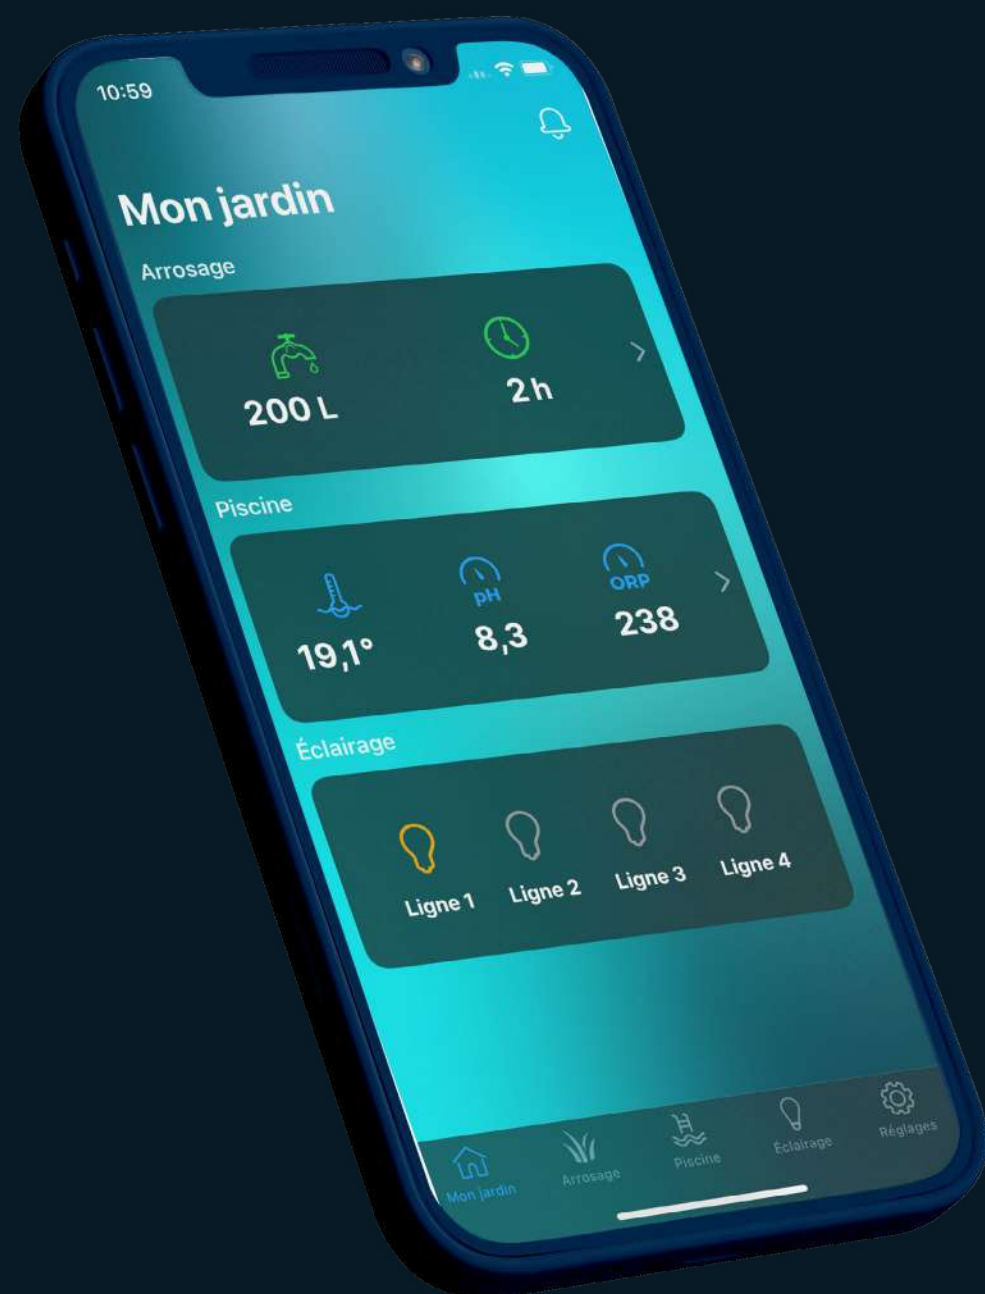 10:59
Mon jardin
Arrosage
200 L
2 h
Piscine
pH
ORP
19,1°
8,3
238
Éclairage
Ligne 1
Ligne 2
Ligne 3
Ligne 4
Mon jardin
Arrosage
Piscine
Éclairage
Réglages